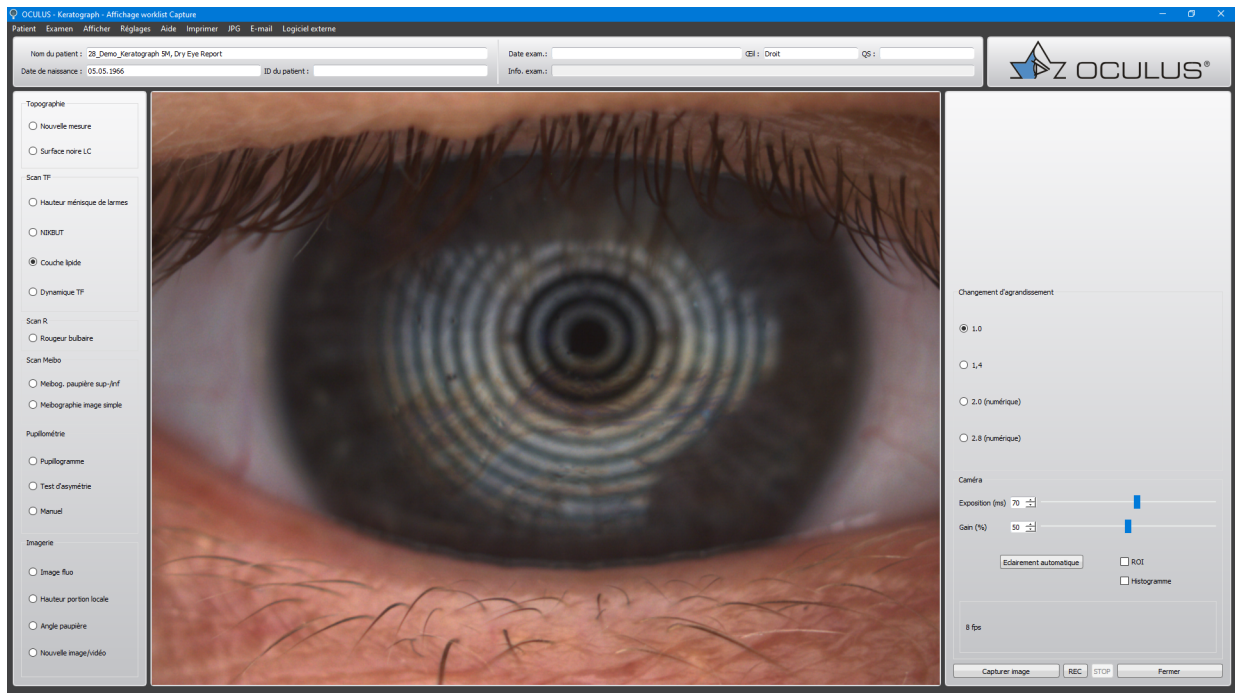 OCULUS - Keratograph - Affichage worklist Capture
Patient Examen Afficher Réglages Aide Imprimer JPG E-mail Logiciel externe
Nom du patient : 28_Demo_Keratograph 5M, Dry Eye Report
Date de naissance : 05.05.1966 ID du patient :
Date exam.: Œil : Droit QS :
Info. exam.:
OCULUS®
Topographie
Nouvelle mesure
Surface noire LC
Scan TF
Hauteur ménisque de larmes
NIKBUT
Couche lipide
Dynamique TF
Scan R
Rougeur bulbaire
Scan Meibo
Meibog. paupière sup-/inf
Meibographie image simple
Pupillométrie
Pupillogramme
Test d'asymétrie
Manuel
Imagerie
Image fluo
Hauteur portion locale
Angle paupière
Nouvelle image/vidéo
Changement d'agrandissement
1.0
1,4
2.0 (numérique)
2.8 (numérique)
Caméra
Exposition (ms) 70
Gain (%) 50
Eclairement automatique ROI
Histogramme
8 fps
Capturer image REC STOP Fermer